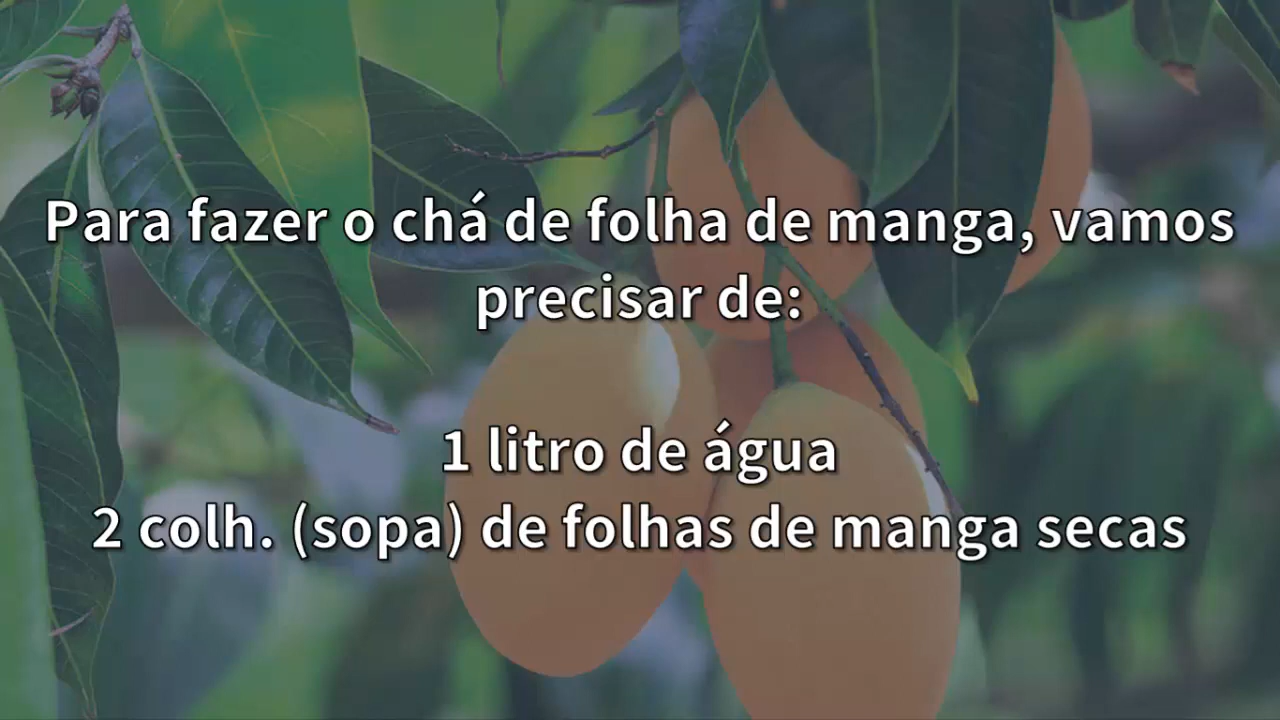 Para fazer o chá de folha de manga, vamos
precisar de:
1 litro de água
2 colh. (sopa) de folhas de manga secas